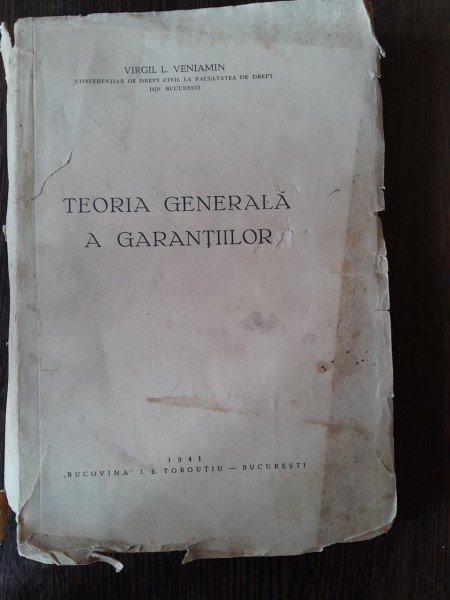 VIRGIL L. VENIAMIN
CONFERENȚIAR DE DREPT CIVIL LA FACULTATEA DE DREPT
DIN BUCUREȘTI
TEORIA GENERALĂ
A GARANȚIILOR
1941
„BUCOVINA" I. E. TOROUȚIU — BUCUREȘTI